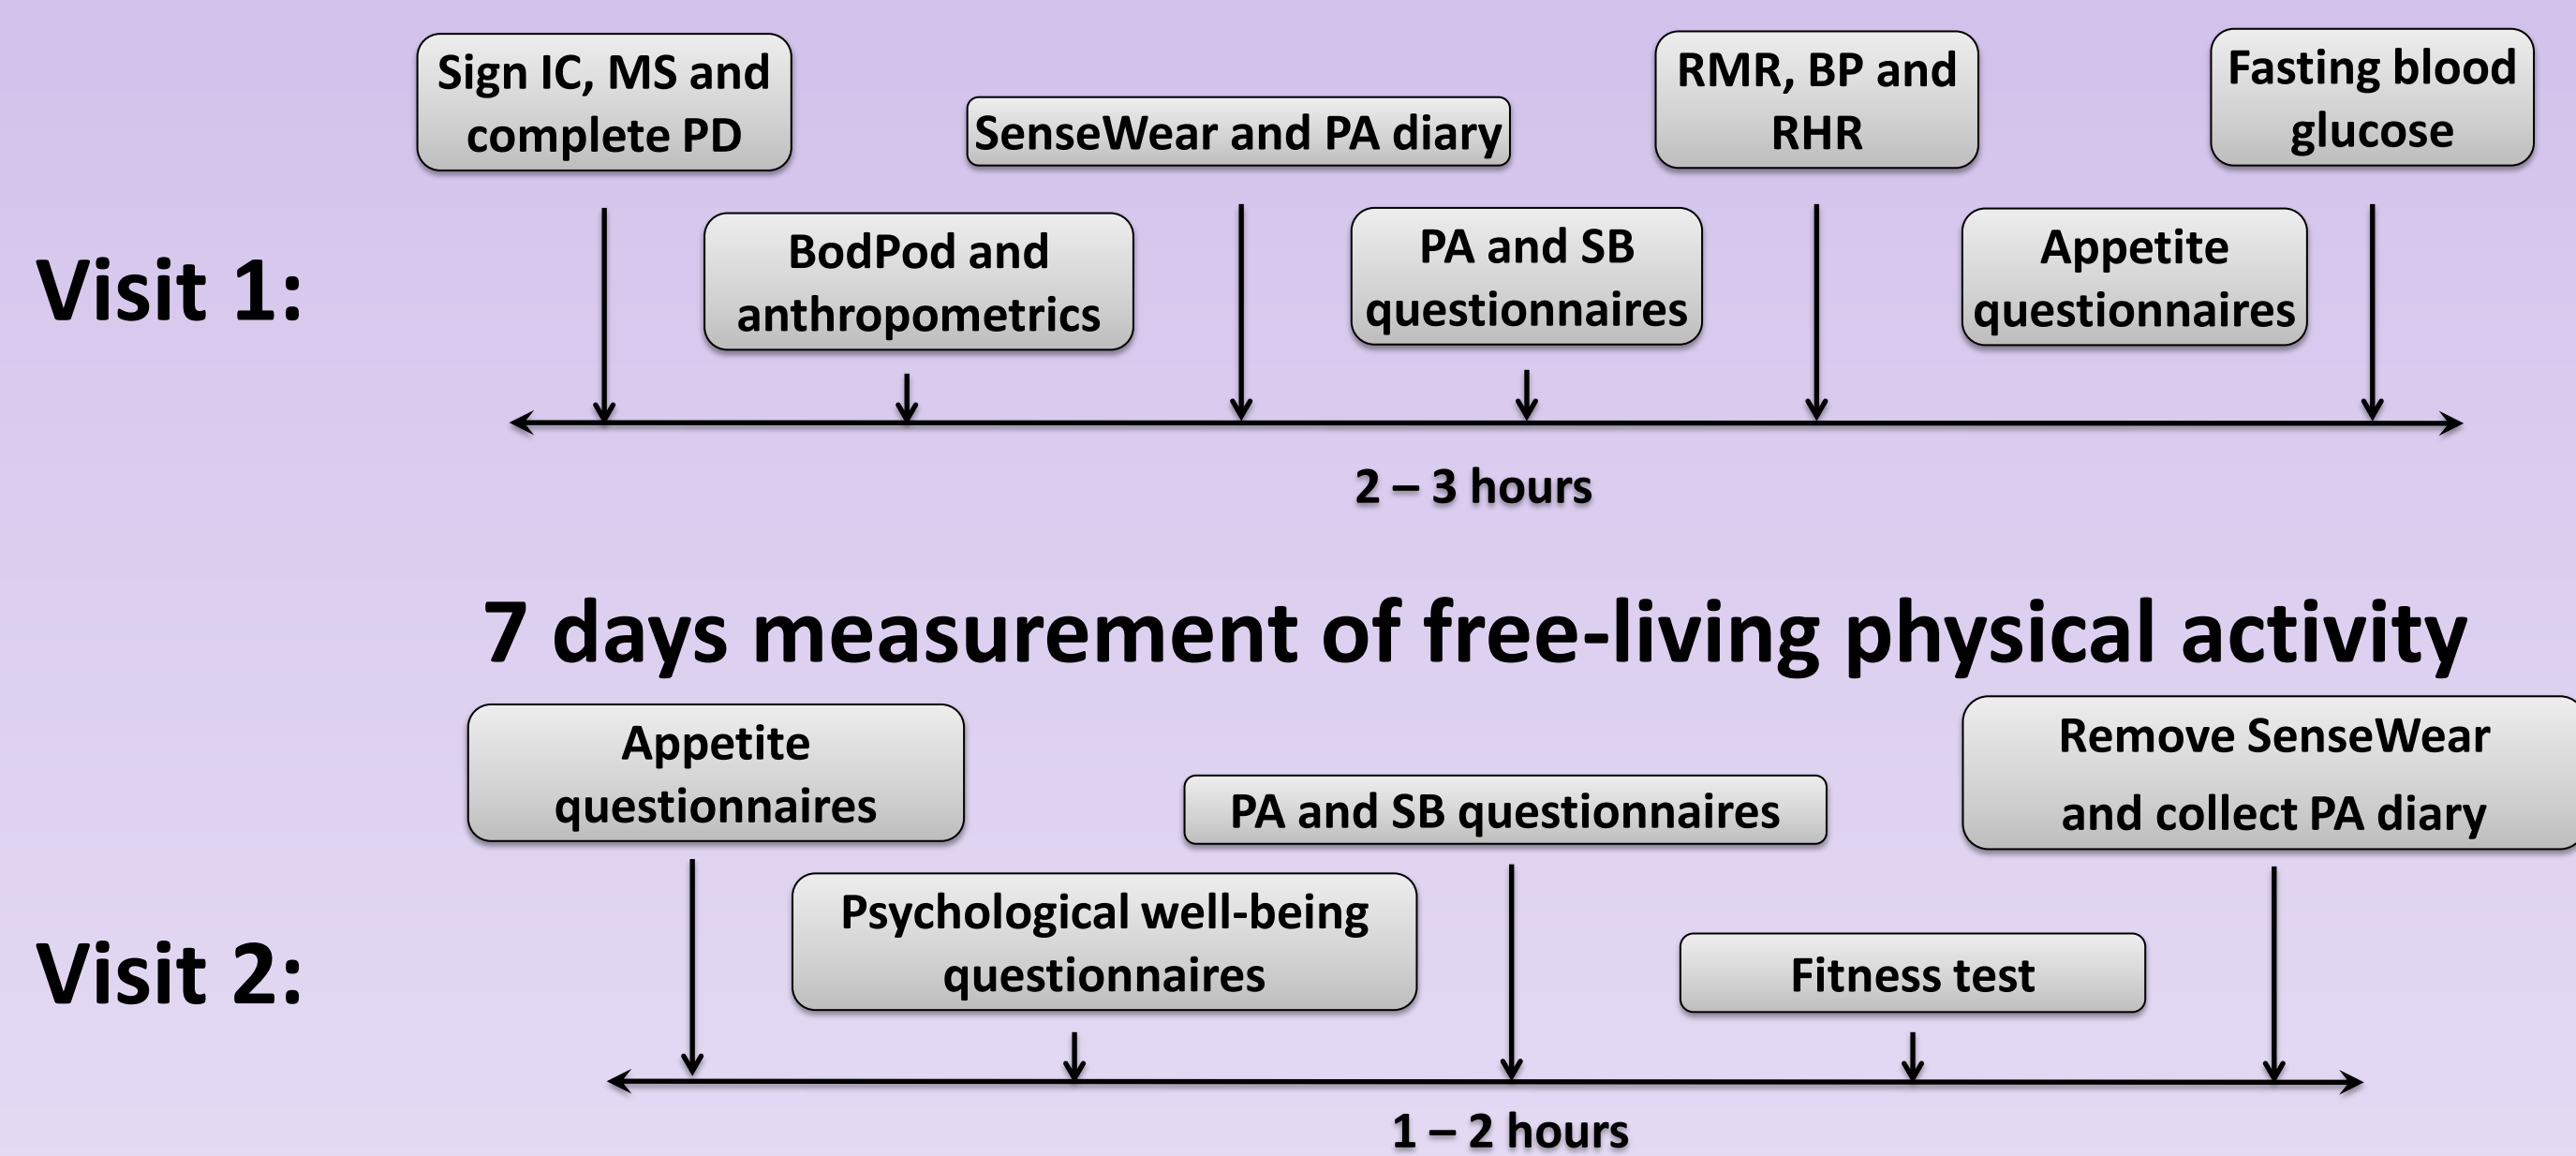 Sign IC, MS and
complete PD
BodPod and
anthropometrics
SenseWear and PA diary
PA and SB
questionnaires
RMR, BP and
RHR
Appetite
questionnaires
Fasting blood
glucose
Visit 1:
2 – 3 hours
7 days measurement of free-living physical activity
Appetite
questionnaires
Psychological well-being
questionnaires
PA and SB questionnaires
Fitness test
Remove SenseWear
and collect PA diary
Visit 2:
1 – 2 hours